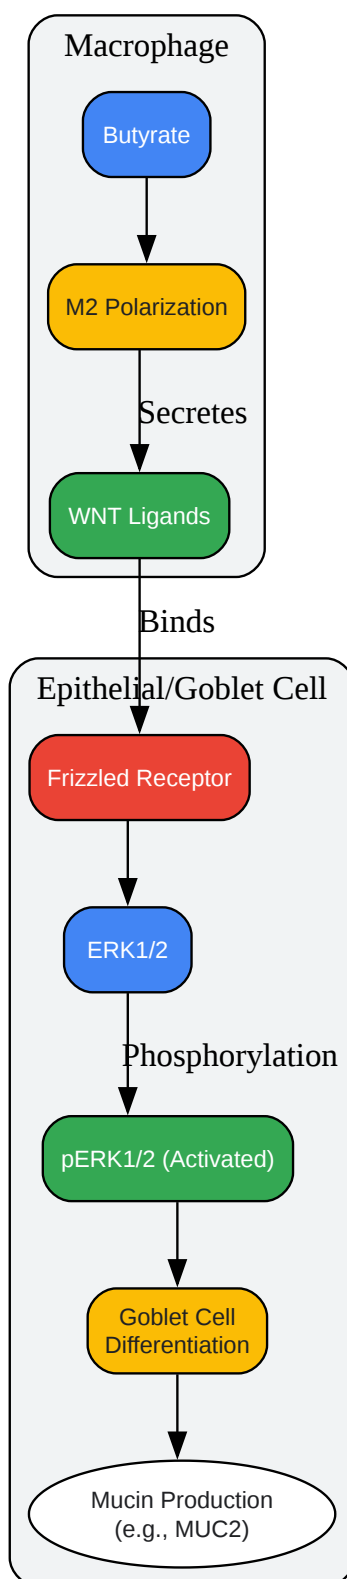 Macrophage
Butyrate
M2 Polarization
Secretes
WNT Ligands
Binds
Epithelial/Goblet Cell
Frizzled Receptor
ERK1/2
Phosphorylation
pERK1/2 (Activated)
Goblet Cell
Differentiation
Mucin Production
(e.g., MUC2)